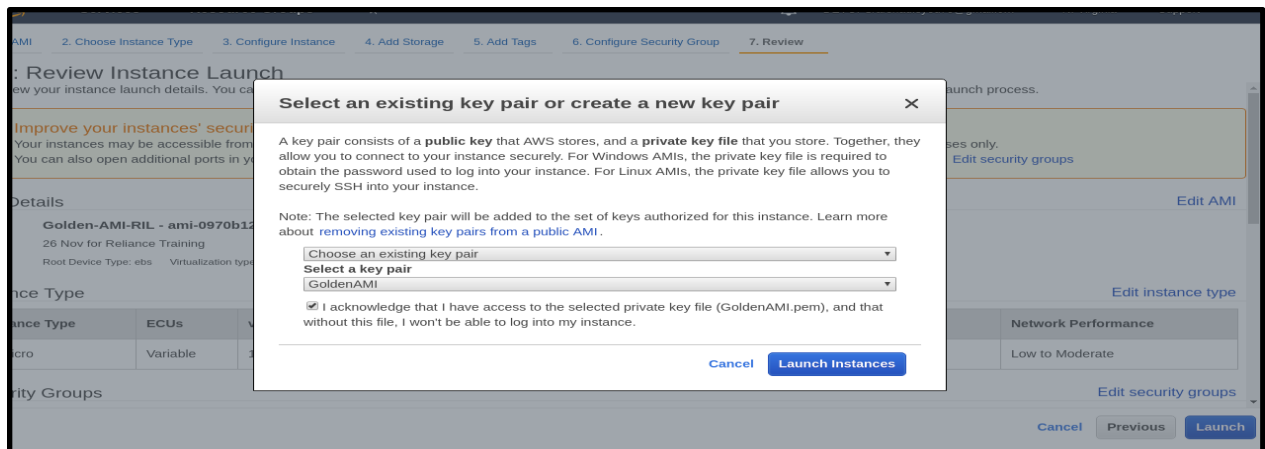 AMI 2. Choose Instance Type 3. Configure Instance 4. Add Storage 5. Add Tags 6. Configure Security Group 7. Review
: Review Instance Launch
ew your instance launch details. You ca
aunch process.
Improve your instances' securi
Your instances may be accessible from
ses only.
You can also open additional ports in yo
Edit security groups
Details
Edit AMI
Golden-AMI-RIL - ami-0970b12
26 Nov for Reliance Training
Root Device Type: ebs Virtualization type
nce Type
Edit instance type
ance Type ECUs v
Network Performance
icro Variable 1
Low to Moderate
rity Groups
Edit security groups
Cancel Previous Launch
Select an existing key pair or create a new key pair
A key pair consists of a public key that AWS stores, and a private key file that you store. Together, they
allow you to connect to your instance securely. For Windows AMIs, the private key file is required to
obtain the password used to log into your instance. For Linux AMIs, the private key file allows you to
securely SSH into your instance.
Note: The selected key pair will be added to the set of keys authorized for this instance. Learn more
about removing existing key pairs from a public AMI .
Choose an existing key pair
Select a key pair
GoldenAMI
I acknowledge that I have access to the selected private key file (GoldenAMI.pem), and that
without this file, I won't be able to log into my instance.
Cancel Launch Instances